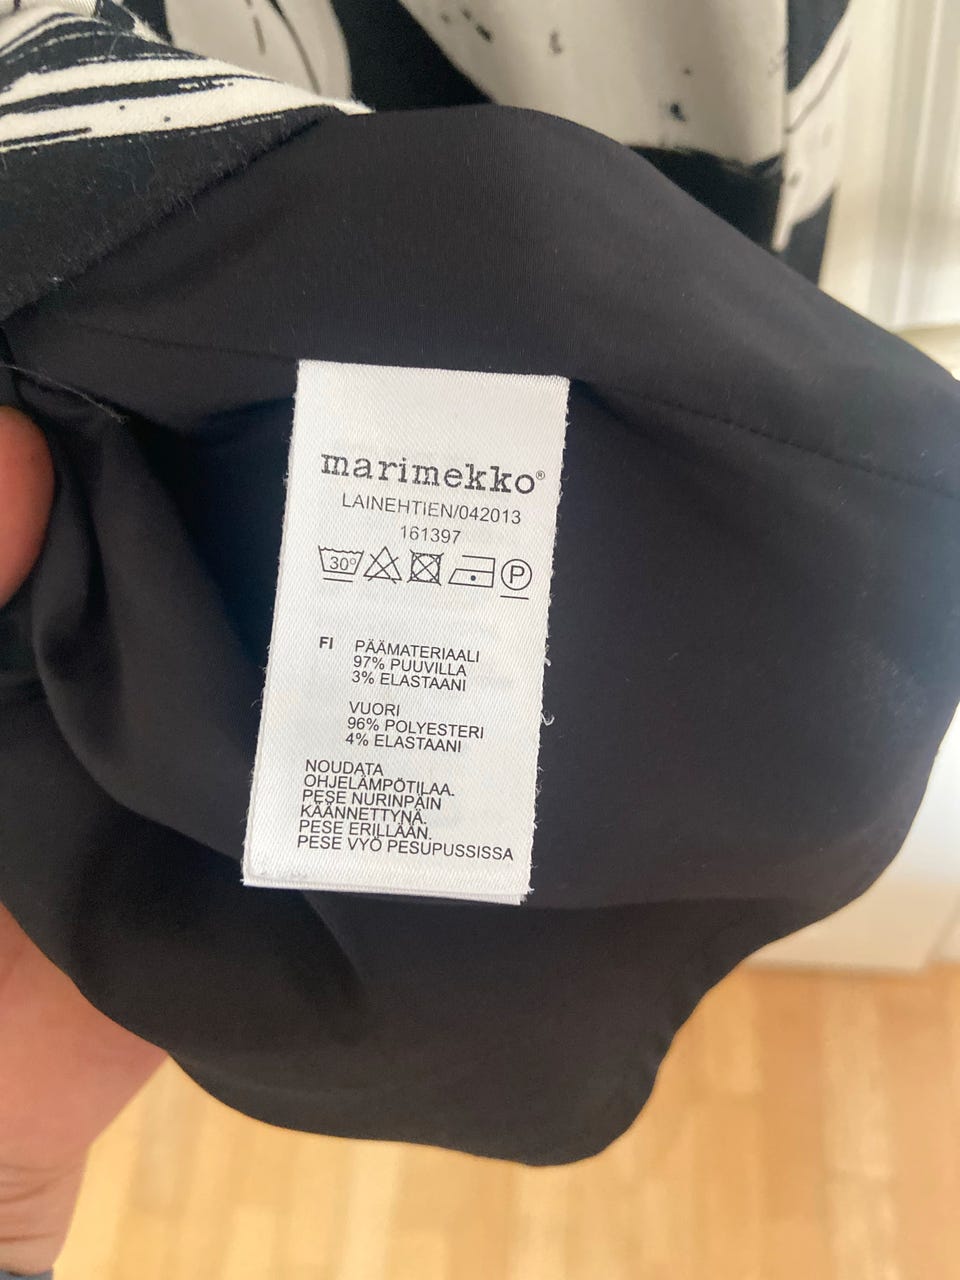 marimekko®
LAINEHTIEN/042013
161397
30° P
FI PÄÄMATERIAALI
97% PUUVILLA
3% ELASTAANI
VUORI
96% POLYESTERI
4% ELASTAANI
NOUDATA
OHJELÄMPÖTILAA.
PESE NURINPÄIN
KÄÄNNETTYNÄ.
PESE ERILLÄÄN.
PESE VYÖ PESUPUSSISSA